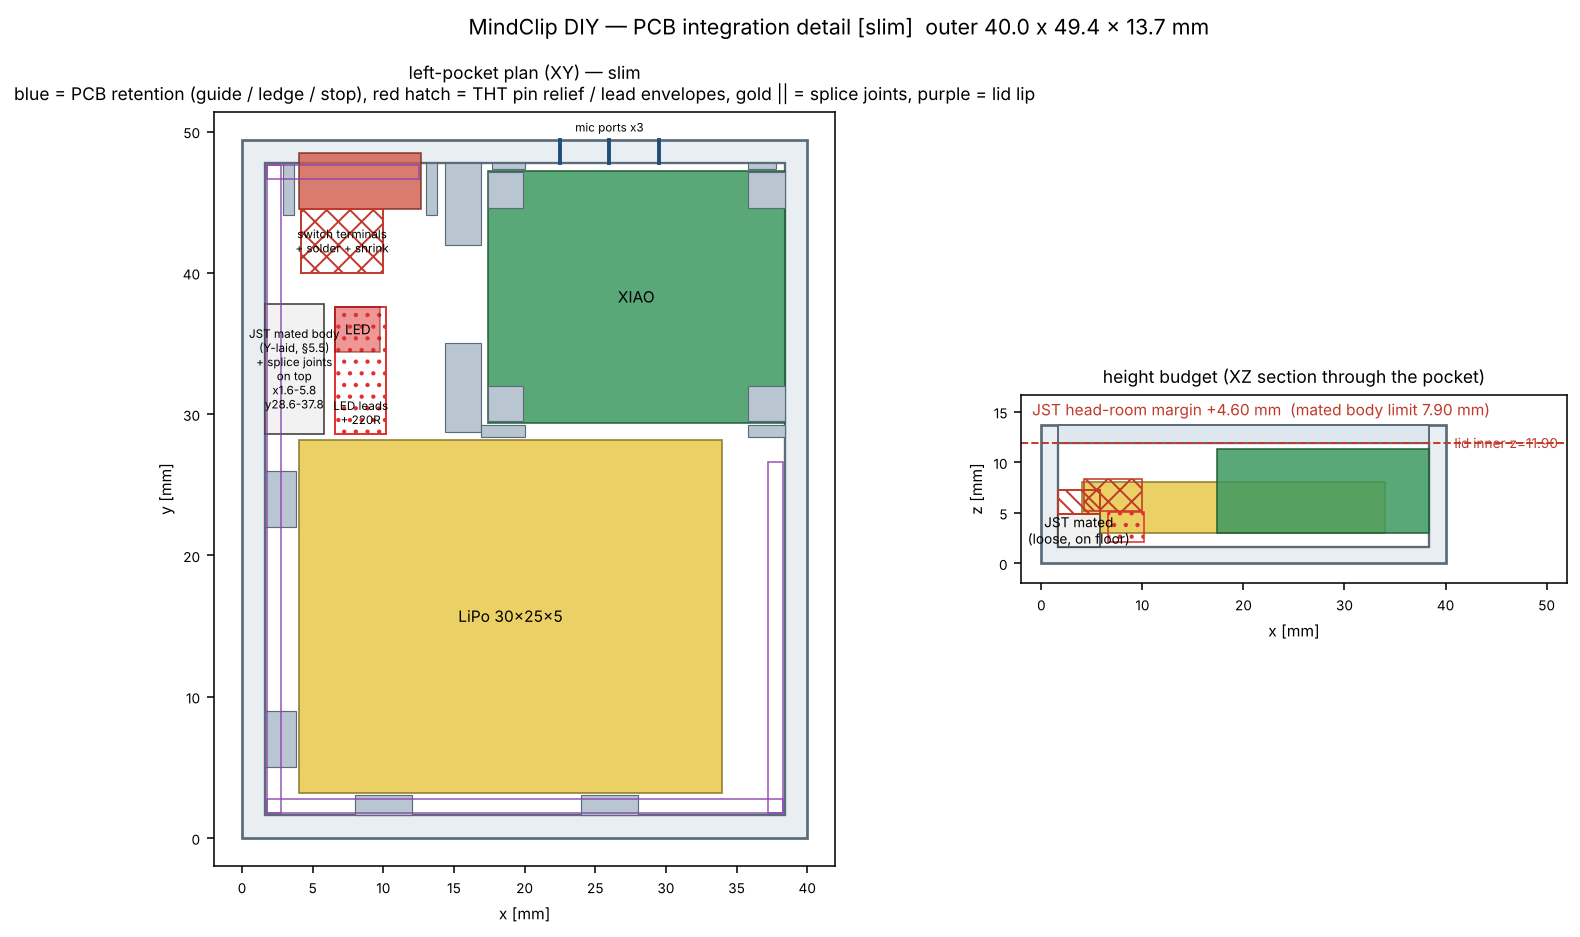 MindClip DIY — PCB integration detail [slim]  outer 40.0 x 49.4 × 13.7 mm
left-pocket plan (XY) — slim
blue = PCB retention (guide / ledge / stop), red hatch = THT pin relief / lead envelopes, gold || = splice joints, purple = lid lip
mic ports x3
switch terminals
+ solder + shrink
XIAO
LED
JST mated body
(Y-laid, §5.5)
+ splice joints
on top
x1.6-5.8
y28.6-37.8
LED leads
+ 220R
LiPo 30×25×5
50
40
30
20
10
0
y [mm]
0 5 10 15 20 25 30 35 40
x [mm]
height budget (XZ section through the pocket)
JST head-room margin +4.60 mm  (mated body limit 7.90 mm)
lid inner z=11.90
JST mated
(loose, on floor)
15
10
5
0
z [mm]
0 10 20 30 40 50
x [mm]